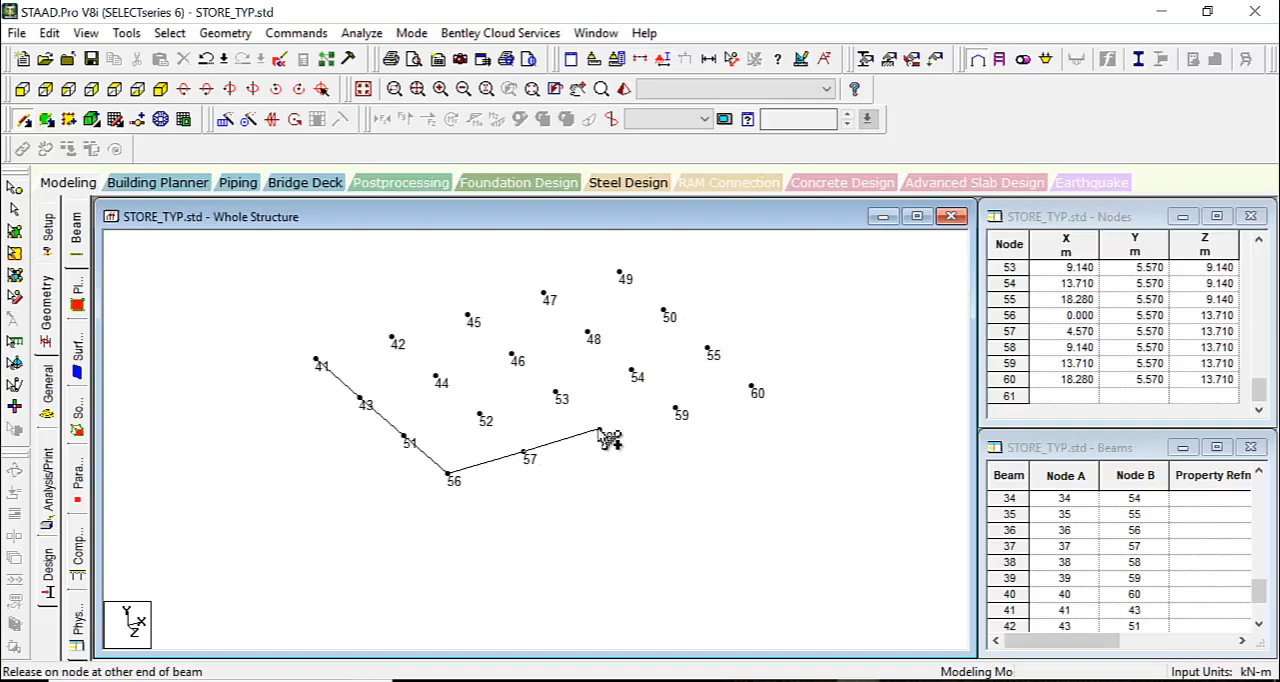 STAAD.Pro V8i (SELECTseries 6) - STORE_TYP.std
File Edit View Tools Select Geometry Commands Analyze Mode Bentley Cloud Services Window Help
Modeling Building Planner Piping Bridge Deck Postprocessing Foundation Design Steel Design RAM Connection Concrete Design Advanced Slab Design Earthquake
Setup
Geometry
General
Analysis/Print
Design
Beam
Pl...
Surf...
So...
Para...
Comp...
Phys...
STORE_TYP.std - Whole Structure
49
47
45
50
42
48
55
46
41
54
44
60
53
43
59
52
51
57
56
Y
X
Z
STORE_TYP.std - Nodes
Node X m Y m Z m
53 9.140 5.570 9.140
54 13.710 5.570 9.140
55 18.280 5.570 9.140
56 0.000 5.570 13.710
57 4.570 5.570 13.710
58 9.140 5.570 13.710
59 13.710 5.570 13.710
60 18.280 5.570 13.710
61
STORE_TYP.std - Beams
Beam Node A Node B Property Refn
34 34 54
35 35 55
36 36 56
37 37 57
38 38 58
39 39 59
40 40 60
41 41 43
42 43 51
Release on node at other end of beam
Modeling Mo
Input Units: kN-m